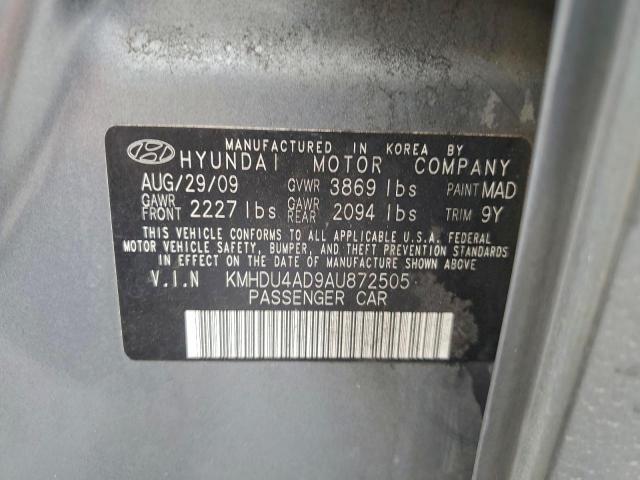 MANUFACTURED IN KOREA BY
HYUNDAI MOTOR COMPANY
AUG/29/09 GVWR 3869 lbs PAINT MAD
GAWR FRONT 2227 lbs GAWR REAR 2094 lbs TRIM 9Y
THIS VEHICLE CONFORMS TO ALL APPLICABLE U.S.A. FEDERAL
MOTOR VEHICLE SAFETY, BUMPER, AND THEFT PREVENTION STANDARDS
IN EFFECT ON THE DATE OF MANUFACTURE SHOWN ABOVE
V.I.N KMHDU4AD9AU872505
PASSENGER CAR